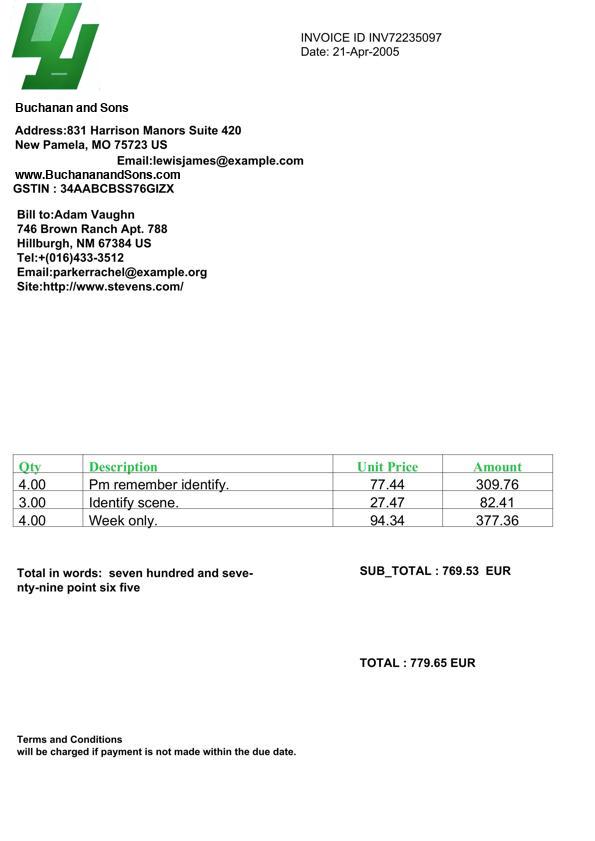 INVOICE ID INV72235097
Date: 21-Apr-2005
Buchanan and Sons
Address:831 Harrison Manors Suite 420
New Pamela, MO 75723 US
Email:lewisjames@example.com
www.BuchananandSons.com
GSTIN : 34AABCBSS76GIZX
Bill to:Adam Vaughn
746 Brown Ranch Apt. 788
Hillburgh, NM 67384 US
Tel:+(016)433-3512
Email:parkerrachel@example.org
Site:http://www.stevens.com/
Qty Description Unit Price Amount
4.00 Pm remember identify. 77.44 309.76
3.00 Identify scene. 27.47 82.41
4.00 Week only. 94.34 377.36
Total in words:  seven hundred and seve-
nty-nine point six five
SUB_TOTAL : 769.53  EUR
TOTAL : 779.65 EUR
Terms and Conditions
will be charged if payment is not made within the due date.